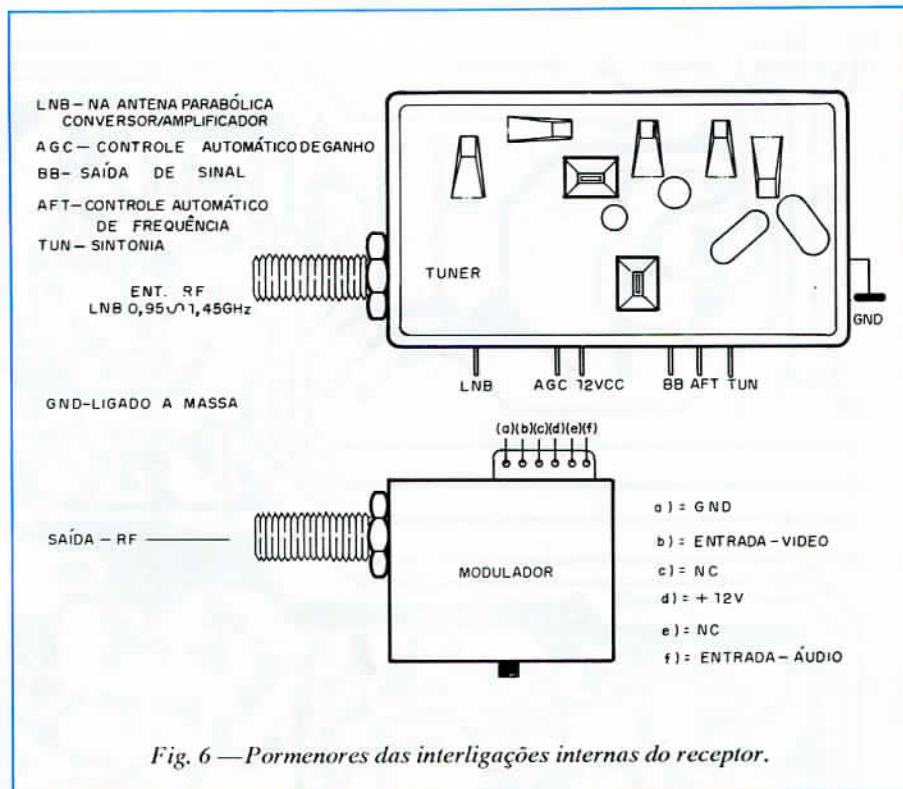 LNB – NA ANTENA PARABÓLICA
CONVERSOR/AMPLIFICADOR
AGC – CONTROLE AUTOMÁTICO DE GANHO
BB – SAÍDA DE SINAL
AFT – CONTROLE AUTOMÁTICO
DE FREQUÊNCIA
TUN – SINTONIA
ENT. RF
LNB 0,95∿1,45GHz
TUNER
GND
LNB AGC 12VCC BB AFT TUN
GND-LIGADO A MASSA
(a)(b)(c)(d)(e)(f)
SAÍDA – RF
MODULADOR
a) = GND
b) = ENTRADA – VIDEO
c) = NC
d) = + 12V
e) = NC
f) = ENTRADA – ÁUDIO
Fig. 6 — Pormenores das interligações internas do receptor.